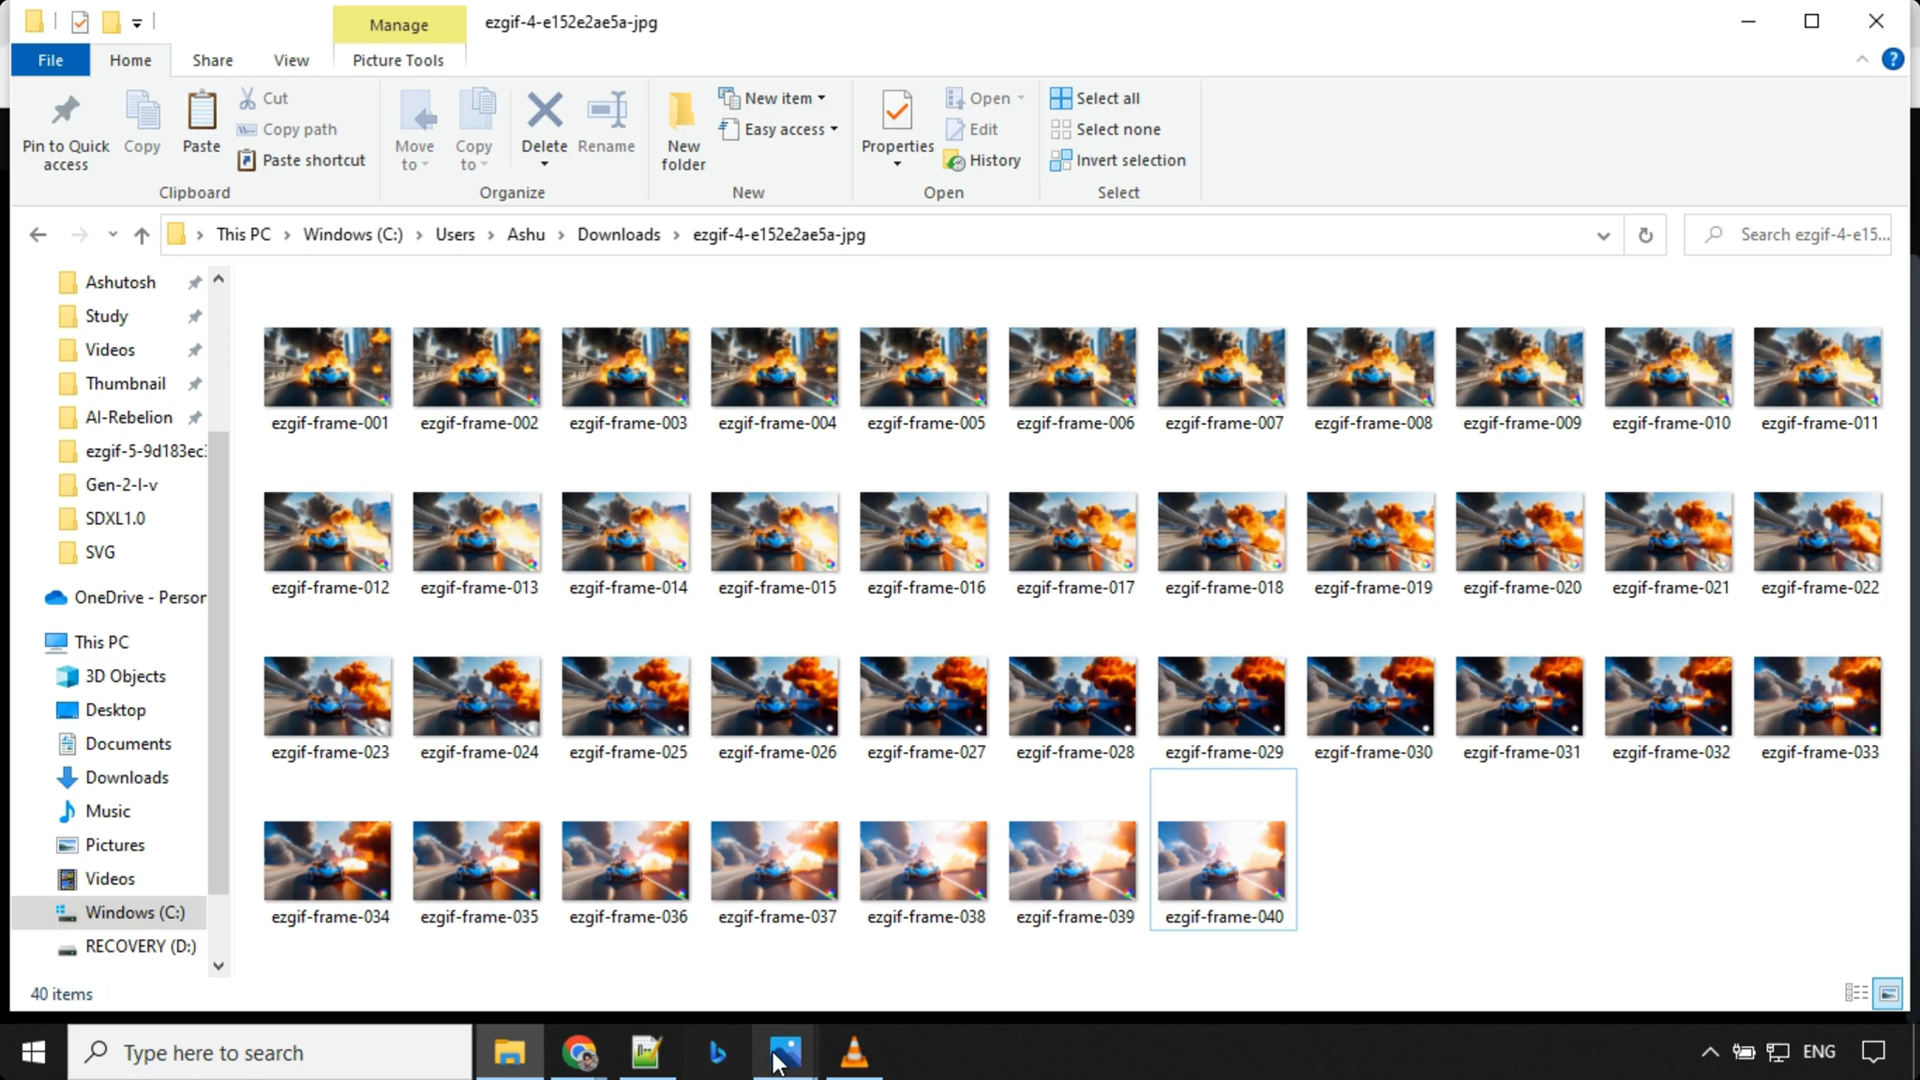 Manage
ezgif-4-e152e2ae5a-jpg
File
Home
Share
View
Picture Tools
Pin to Quick access
Copy
Paste
Cut
Copy path
Paste shortcut
Clipboard
Move to
Copy to
Delete
Rename
Organize
New folder
New item
Easy access
New
Properties
Open
Edit
History
Open
Select all
Select none
Invert selection
Select
This PC > Windows (C:) > Users > Ashu > Downloads > ezgif-4-e152e2ae5a-jpg
Search ezgif-4-e15...
Ashutosh
Study
Videos
Thumbnail
AI-Rebelion
ezgif-5-9d183ec
Gen-2-I-v
SDXL1.0
SVG
OneDrive - Person
This PC
3D Objects
Desktop
Documents
Downloads
Music
Pictures
Videos
Windows (C:)
RECOVERY (D:)
ezgif-frame-001 ezgif-frame-002 ezgif-frame-003 ezgif-frame-004 ezgif-frame-005 ezgif-frame-006 ezgif-frame-007 ezgif-frame-008 ezgif-frame-009 ezgif-frame-010 ezgif-frame-011
ezgif-frame-012 ezgif-frame-013 ezgif-frame-014 ezgif-frame-015 ezgif-frame-016 ezgif-frame-017 ezgif-frame-018 ezgif-frame-019 ezgif-frame-020 ezgif-frame-021 ezgif-frame-022
ezgif-frame-023 ezgif-frame-024 ezgif-frame-025 ezgif-frame-026 ezgif-frame-027 ezgif-frame-028 ezgif-frame-029 ezgif-frame-030 ezgif-frame-031 ezgif-frame-032 ezgif-frame-033
ezgif-frame-034 ezgif-frame-035 ezgif-frame-036 ezgif-frame-037 ezgif-frame-038 ezgif-frame-039 ezgif-frame-040
40 items
Type here to search
ENG